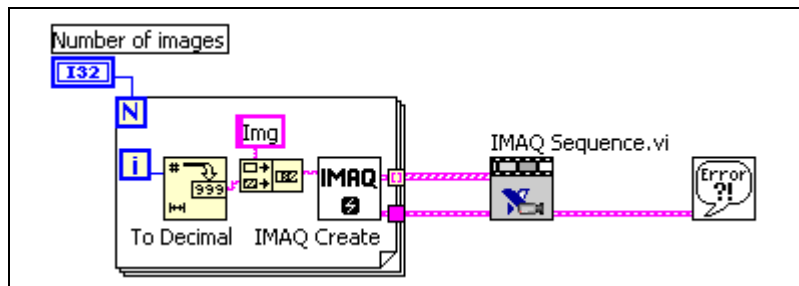 Number of images
I32
N
Img
IMAQ Sequence.vi
i
#
999
IMAQ
Error
?!
To Decimal
IMAQ Create